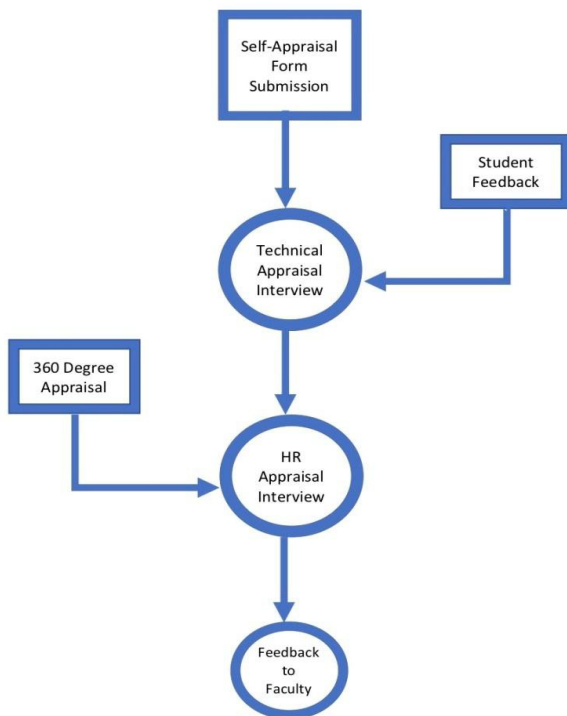 Self-Appraisal
Form
Submission
Student
Feedback
Technical
Appraisal
Interview
360 Degree
Appraisal
HR
Appraisal
Interview
Feedback
to
Faculty